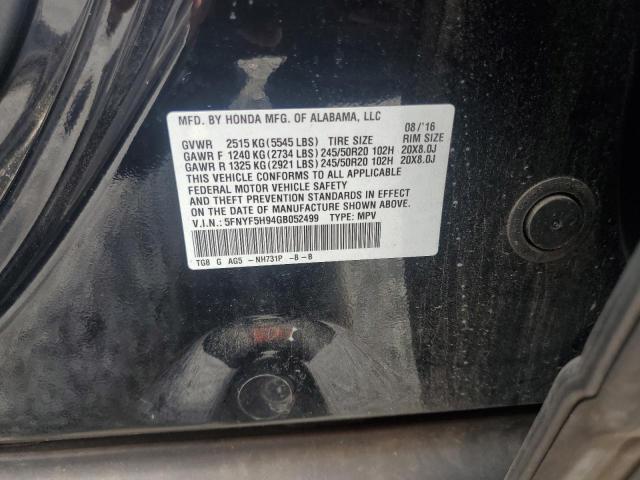 MFD. BY HONDA MFG. OF ALABAMA, LLC 08/'16
GVWR 2515 KG(5545 LBS) TIRE SIZE RIM SIZE
GAWR F 1240 KG(2734 LBS) 245/50R20 102H 20X8.0J
GAWR R 1325 KG(2921 LBS) 245/50R20 102H 20X8.0J
THIS VEHICLE CONFORMS TO ALL APPLICABLE
FEDERAL MOTOR VEHICLE SAFETY
AND THEFT PREVENTION STANDARDS IN EFFECT
ON THE DATE OF MANUFACTURE SHOWN ABOVE.
V.I.N.: 5FNYF5H94GB052499 TYPE: MPV
TG8 G AG5 -NH731P -B-B